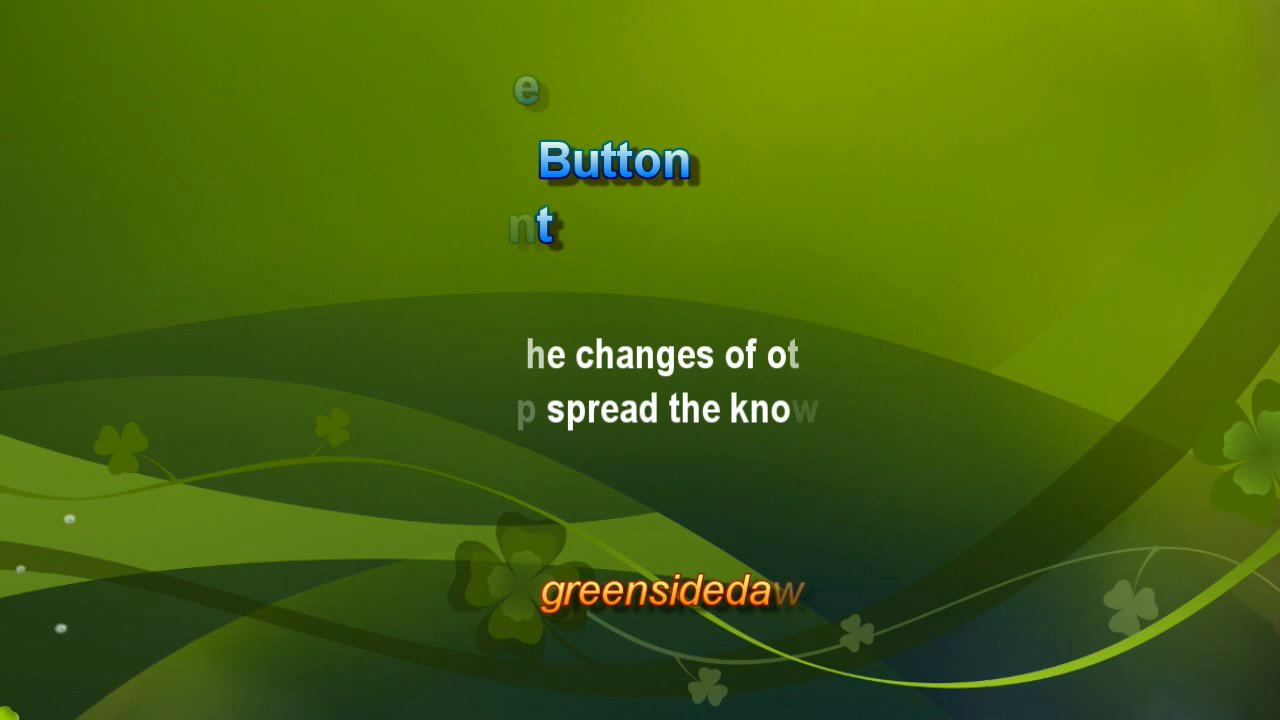 e
Button
nt
he changes of ot
p spread the know
greensidedaw